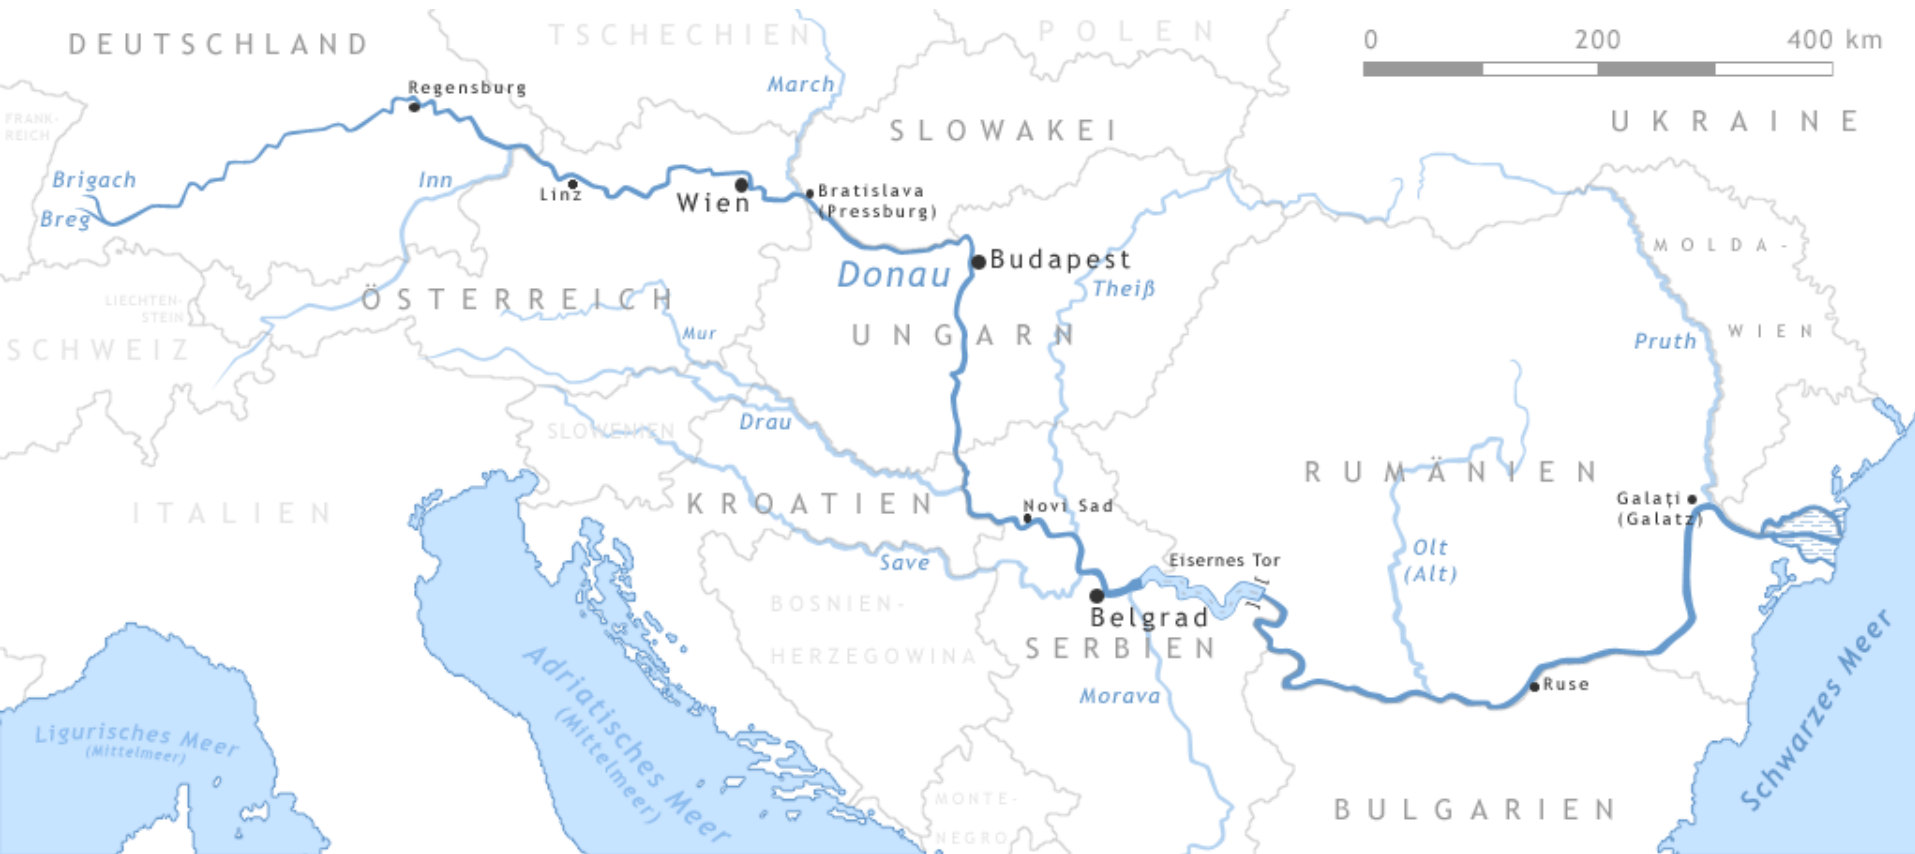 DEUTSCHLAND
TSCHECHIEN
POLEN
0 200 400 km
Regensburg
March
FRANK-
REICH
SLOWAKEI
UKRAINE
Brigach
Inn
Breg
Linz
Wien
Bratislava
(Pressburg)
Budapest
Donau
Theiß
MOLDA-
WIEN
LIECHTEN-
STEIN
ÖSTERREICH
SCHWEIZ
Mur
UNGARN
Pruth
Drau
SLOWENIEN
RUMÄNIEN
ITALIEN
KROATIEN
Novi Sad
Galați
(Galatz)
Save
Eisernes Tor
Olt
(Alt)
BOSNIEN-
HERZEGOWINA
Belgrad
SERBIEN
Morava
Ruse
Ligurisches Meer
(Mittelmeer)
Adriatisches Meer
(Mittelmeer)
Schwarzes Meer
MONTE-
NEGRO
BULGARIEN